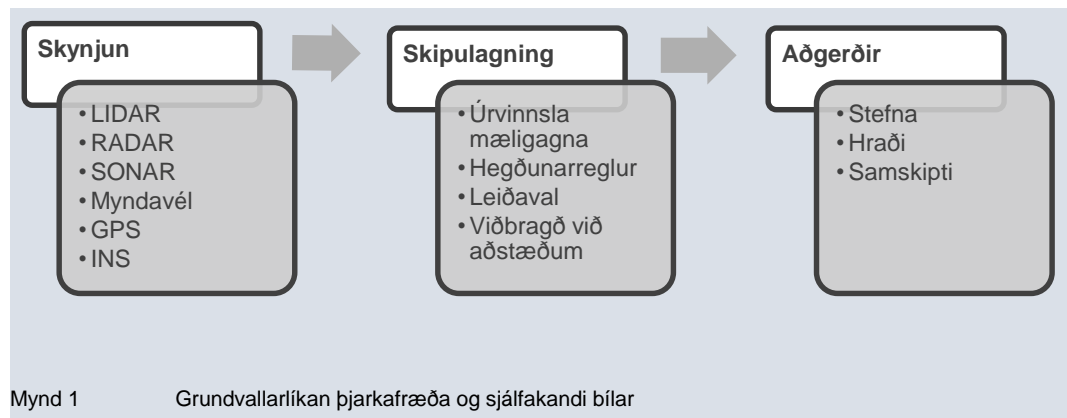 Skynjun
• LIDAR
• RADAR
• SONAR
• Myndavél
• GPS
• INS
Skipulagning
• Úrvinnsla
mæligagna
• Hegðunarreglur
• Leiðaval
• Viðbragð við
aðstæðum
Aðgerðir
• Stefna
• Hraði
• Samskipti
Mynd 1 Grundvallarlíkan þjarkafræða og sjálfakandi bílar